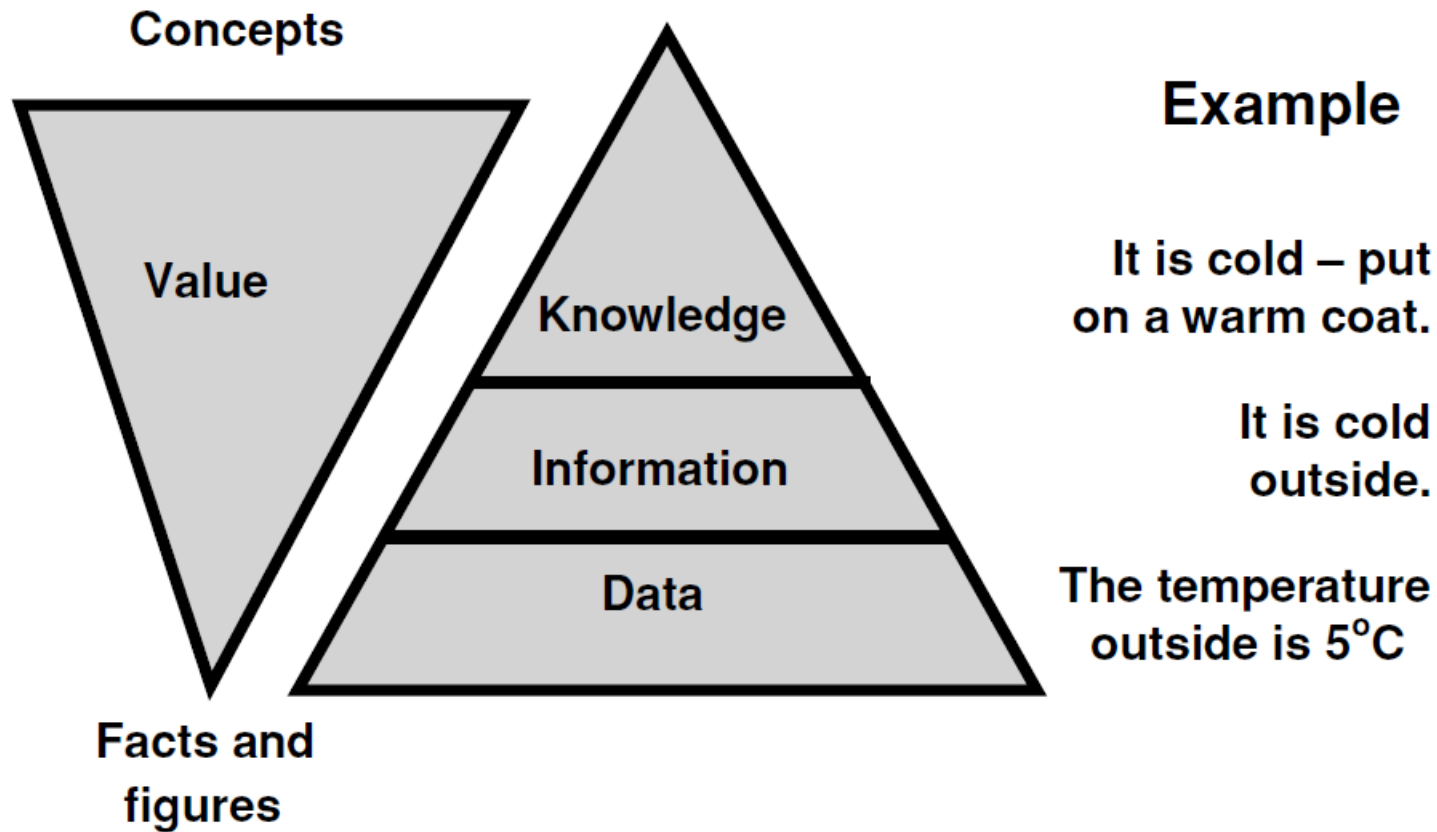 Concepts
Example
Value
It is cold – put
on a warm coat.
Knowledge
It is cold
outside.
Information
The temperature
outside is 5°C
Data
Facts and
figures